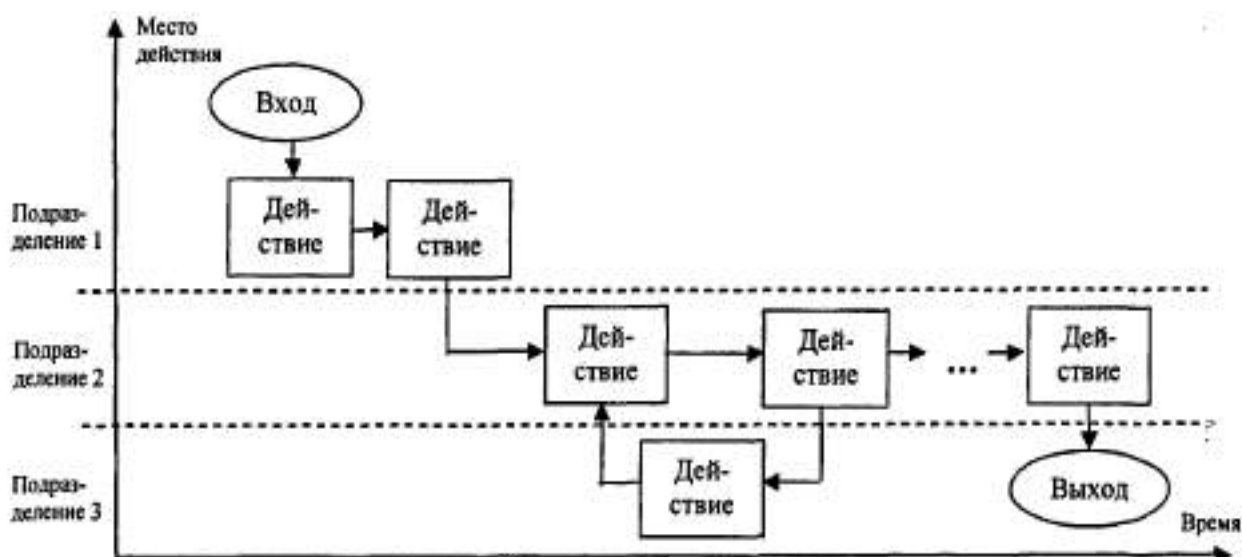 Место
действия
Вход
Подраз-
деление 1
Дей-
ствие
Дей-
ствие
Подраз-
деление 2
Дей-
ствие
Дей-
ствие
...
Дей-
ствие
Подраз-
деление 3
Дей-
ствие
Выход
Время